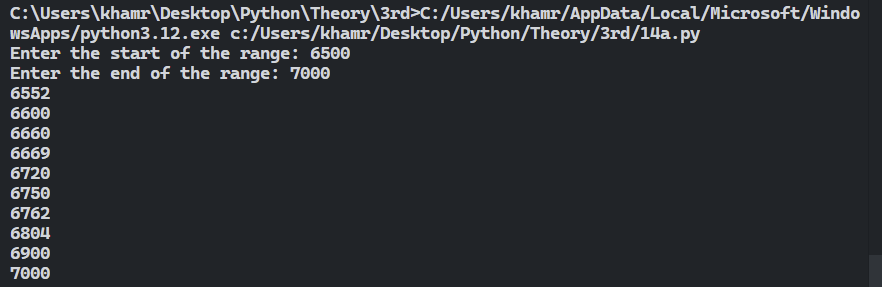 C:\Users\khamr\Desktop\Python\Theory\3rd>C:/Users/khamr/AppData/Local/Microsoft/Windo
wsApps/python3.12.exe c:/Users/khamr/Desktop/Python/Theory/3rd/14a.py
Enter the start of the range: 6500
Enter the end of the range: 7000
6552
6600
6660
6669
6720
6750
6762
6804
6900
7000